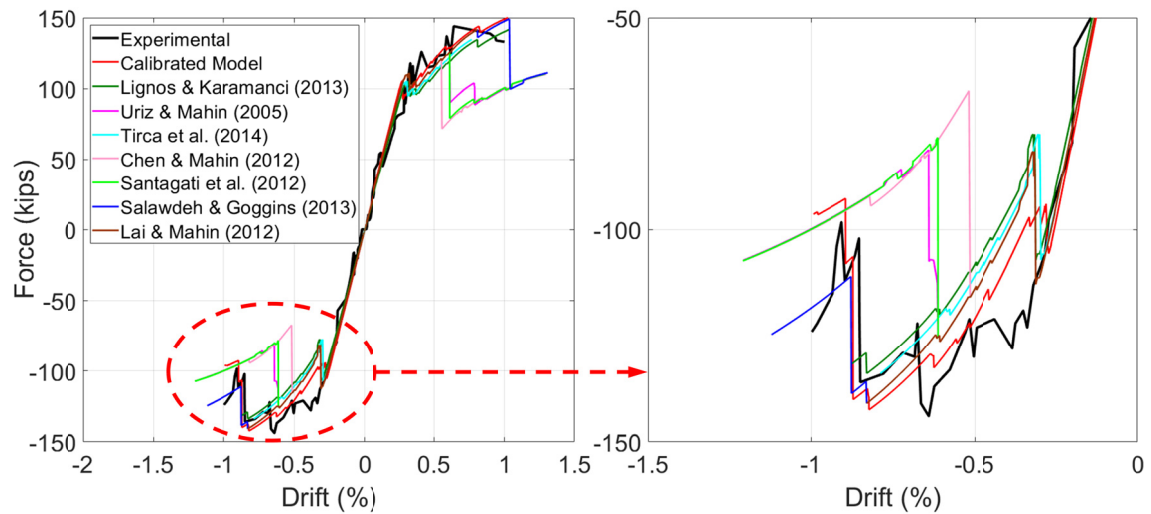 150
100
50
0
-50
-100
-150
Force (kips)
Experimental
Calibrated Model
Lignos & Karamanci (2013)
Uriz & Mahin (2005)
Tirca et al. (2014)
Chen & Mahin (2012)
Santagati et al. (2012)
Salawdeh & Goggins (2013)
Lai & Mahin (2012)
-2 -1.5 -1 -0.5 0 0.5 1 1.5
Drift (%)
-50
-100
-150
-1.5 -1 -0.5 0
Drift (%)